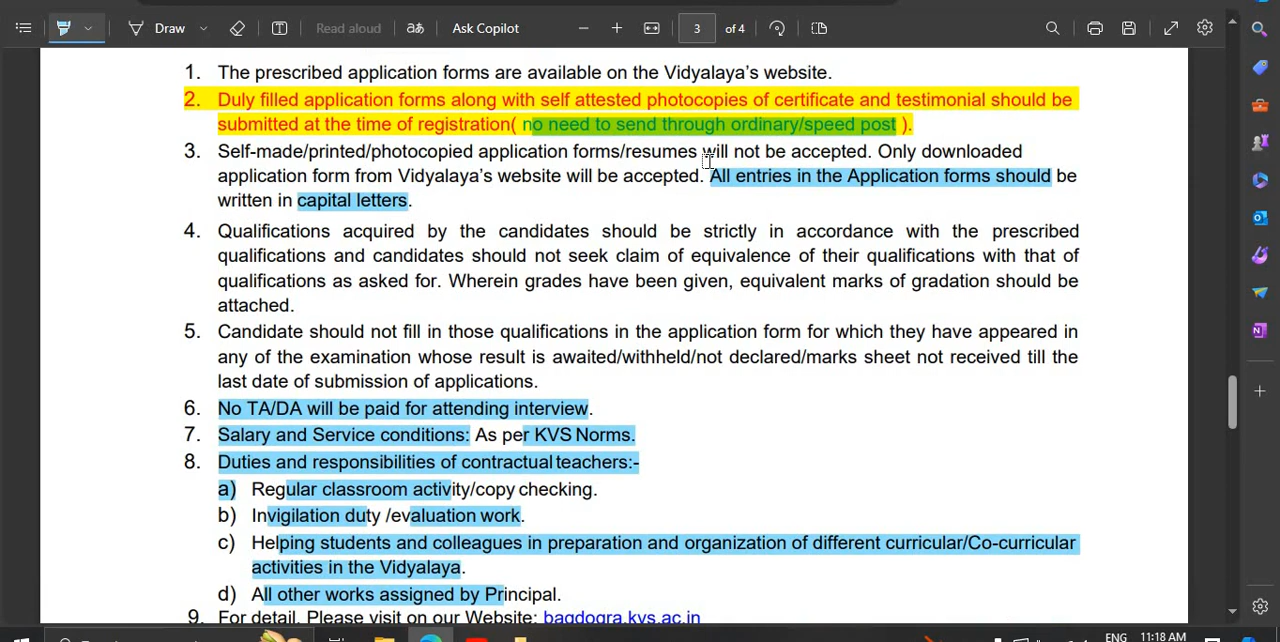 Draw
Read aloud
aあ
Ask Copilot
3 of 4
1. The prescribed application forms are available on the Vidyalaya's website.
2. Duly filled application forms along with self attested photocopies of certificate and testimonial should be
submitted at the time of registration( no need to send through ordinary/speed post ).
3. Self-made/printed/photocopied application forms/resumes will not be accepted. Only downloaded
application form from Vidyalaya's website will be accepted. All entries in the Application forms should be
written in capital letters.
4. Qualifications acquired by the candidates should be strictly in accordance with the prescribed
qualifications and candidates should not seek claim of equivalence of their qualifications with that of
qualifications as asked for. Wherein grades have been given, equivalent marks of gradation should be
attached.
5. Candidate should not fill in those qualifications in the application form for which they have appeared in
any of the examination whose result is awaited/withheld/not declared/marks sheet not received till the
last date of submission of applications.
6. No TA/DA will be paid for attending interview.
7. Salary and Service conditions: As per KVS Norms.
8. Duties and responsibilities of contractual teachers:-
a) Regular classroom activity/copy checking.
b) Invigilation duty /evaluation work.
c) Helping students and colleagues in preparation and organization of different curricular/Co-curricular
activities in the Vidyalaya.
d) All other works assigned by Principal.
9. For detail, Please visit on our Website: bagdogra.kvs.ac.in
ENG 11:18 AM